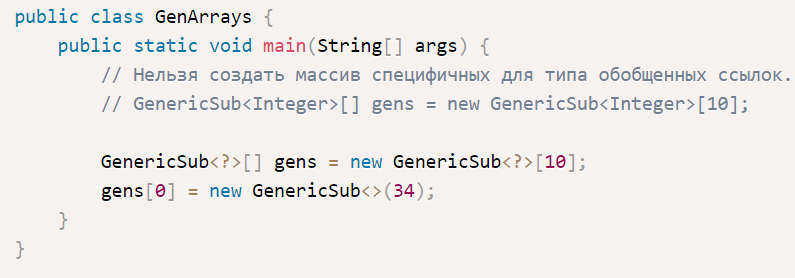 public class GenArrays {
    public static void main(String[] args) {
        // Нельзя создать массив специфичных для типа обобщенных ссылок.
        // GenericSub<Integer>[] gens = new GenericSub<Integer>[10];

        GenericSub<?>[] gens = new GenericSub<?>[10];
        gens[0] = new GenericSub<>(34);
    }
}